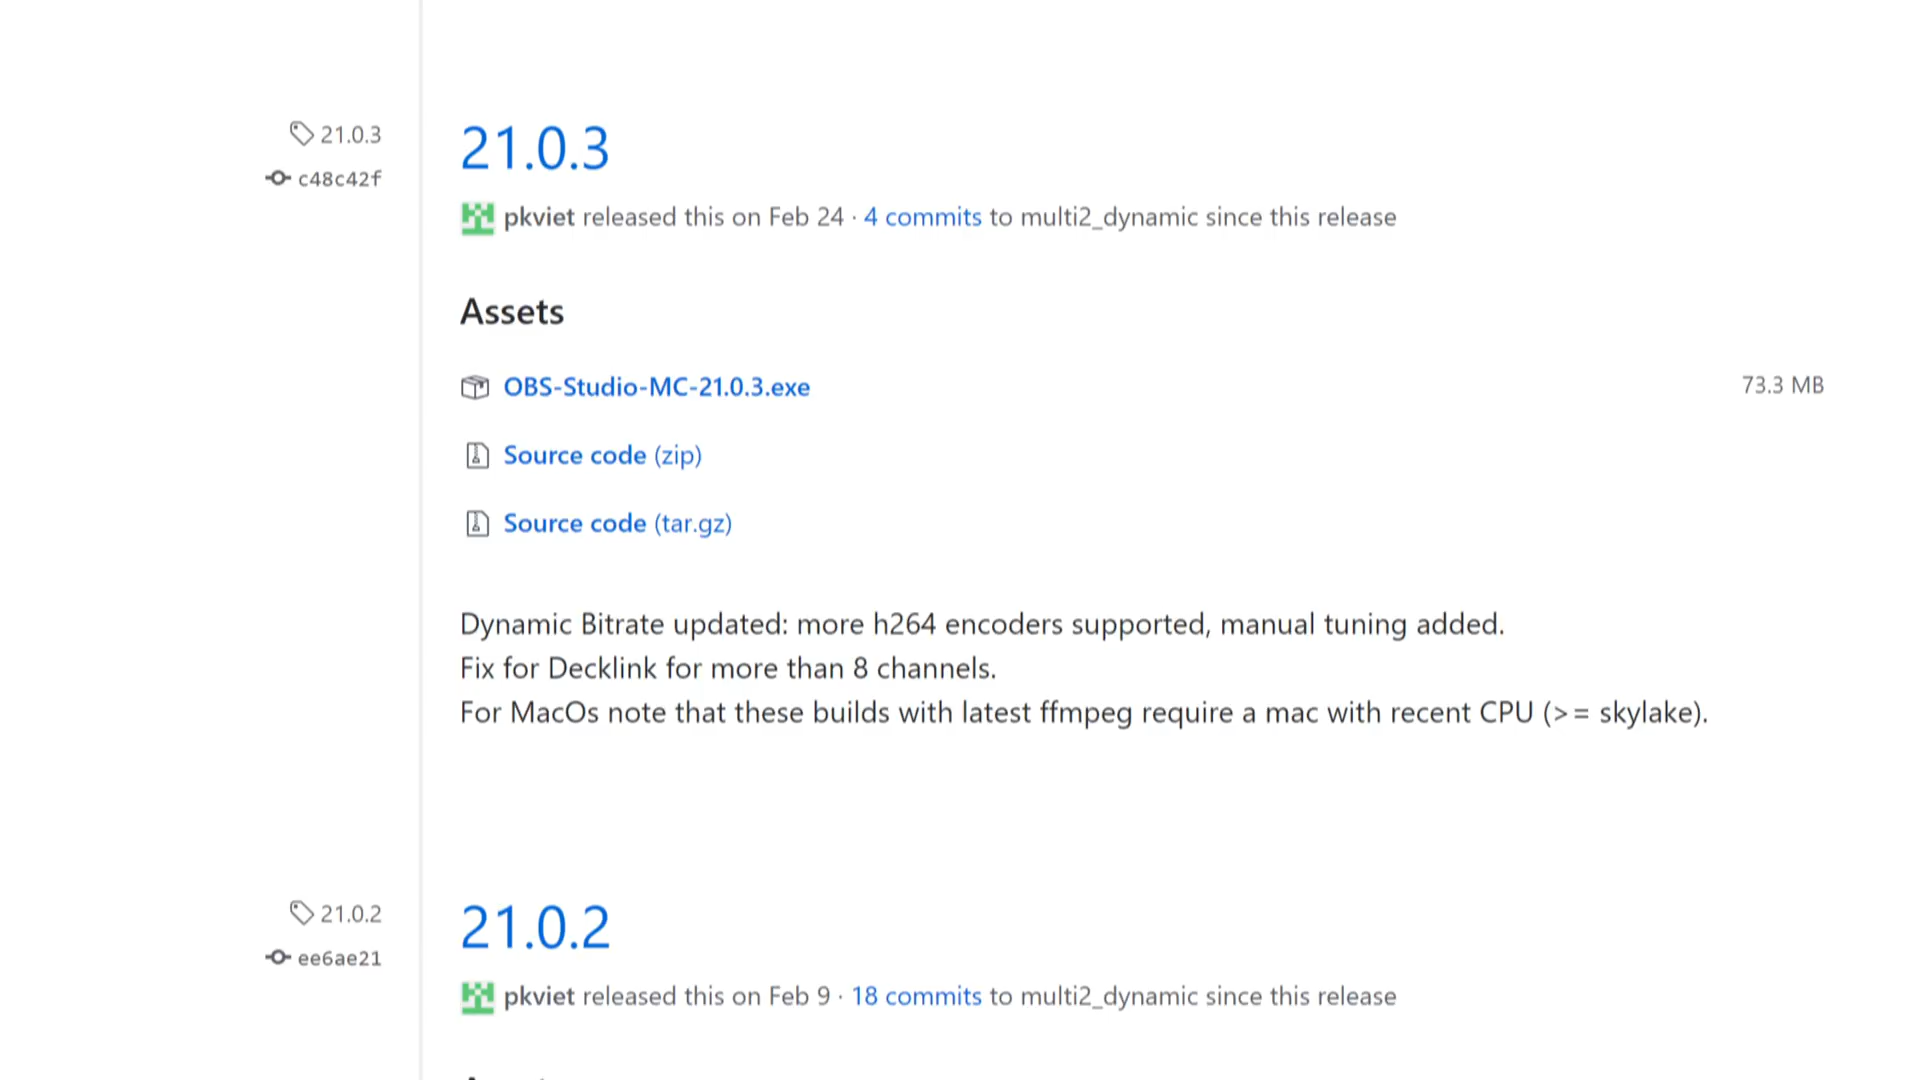 21.0.3
c48c42f
21.0.3
pkviet released this on Feb 24 · 4 commits to multi2_dynamic since this release
Assets
OBS-Studio-MC-21.0.3.exe 73.3 MB
Source code (zip)
Source code (tar.gz)
Dynamic Bitrate updated: more h264 encoders supported, manual tuning added.
Fix for Decklink for more than 8 channels.
For MacOs note that these builds with latest ffmpeg require a mac with recent CPU (>= skylake).
21.0.2
ee6ae21
21.0.2
pkviet released this on Feb 9 · 18 commits to multi2_dynamic since this release